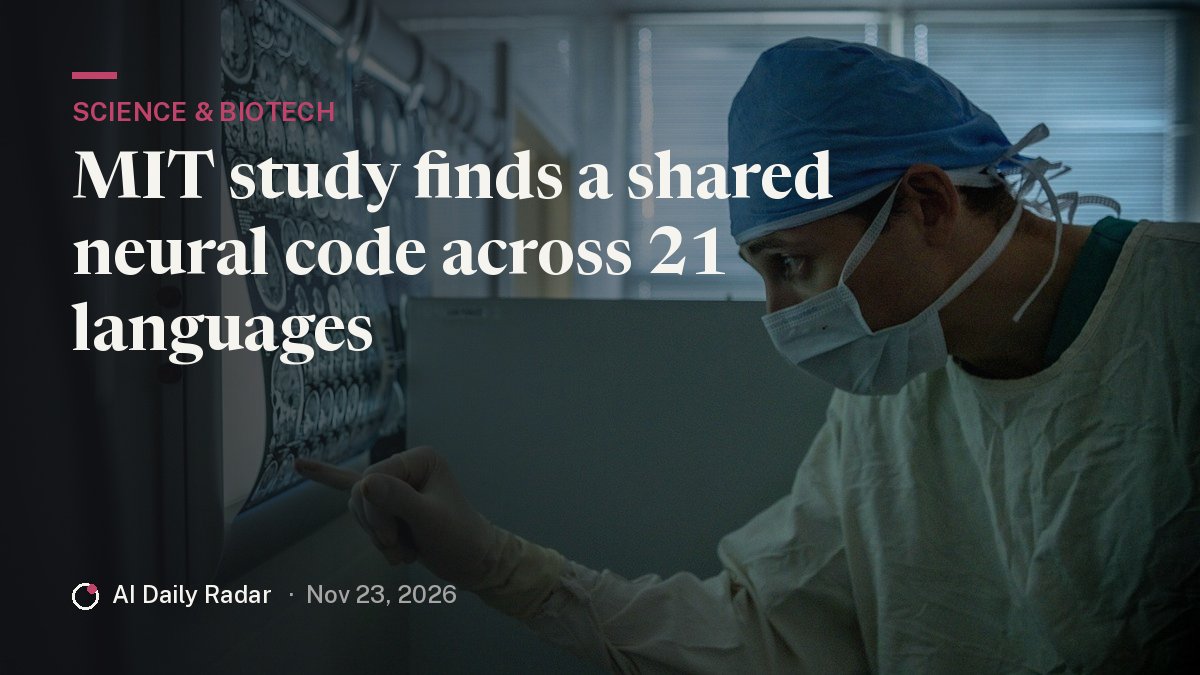 SCIENCE & BIOTECH
MIT study finds a shared
neural code across 21
languages
AI Daily Radar · Nov 23, 2026